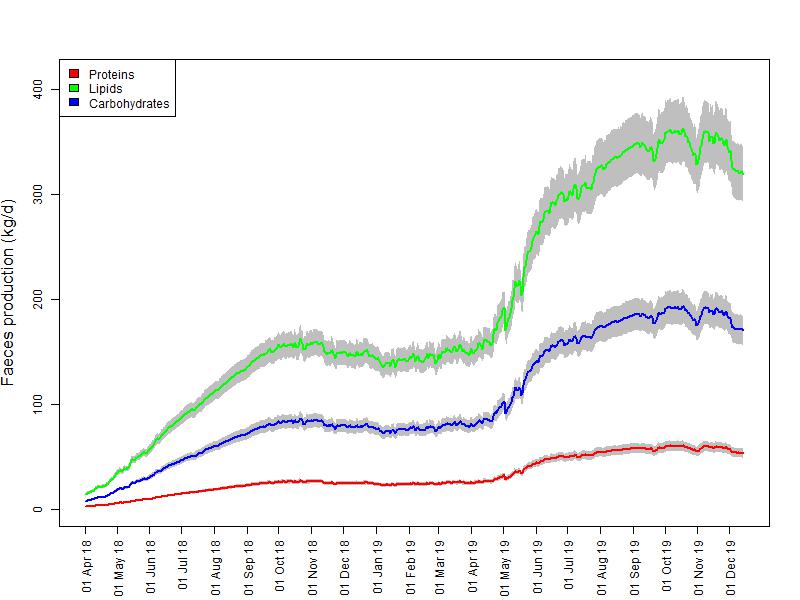 Proteins
Lipids
Carbohydrates
Faeces production (kg/d)
400
300
200
100
0
01 Apr 18
01 May 18
01 Jun 18
01 Jul 18
01 Aug 18
01 Sep 18
01 Oct 18
01 Nov 18
01 Dec 18
01 Jan 19
01 Feb 19
01 Mar 19
01 Apr 19
01 May 19
01 Jun 19
01 Jul 19
01 Aug 19
01 Sep 19
01 Oct 19
01 Nov 19
01 Dec 19